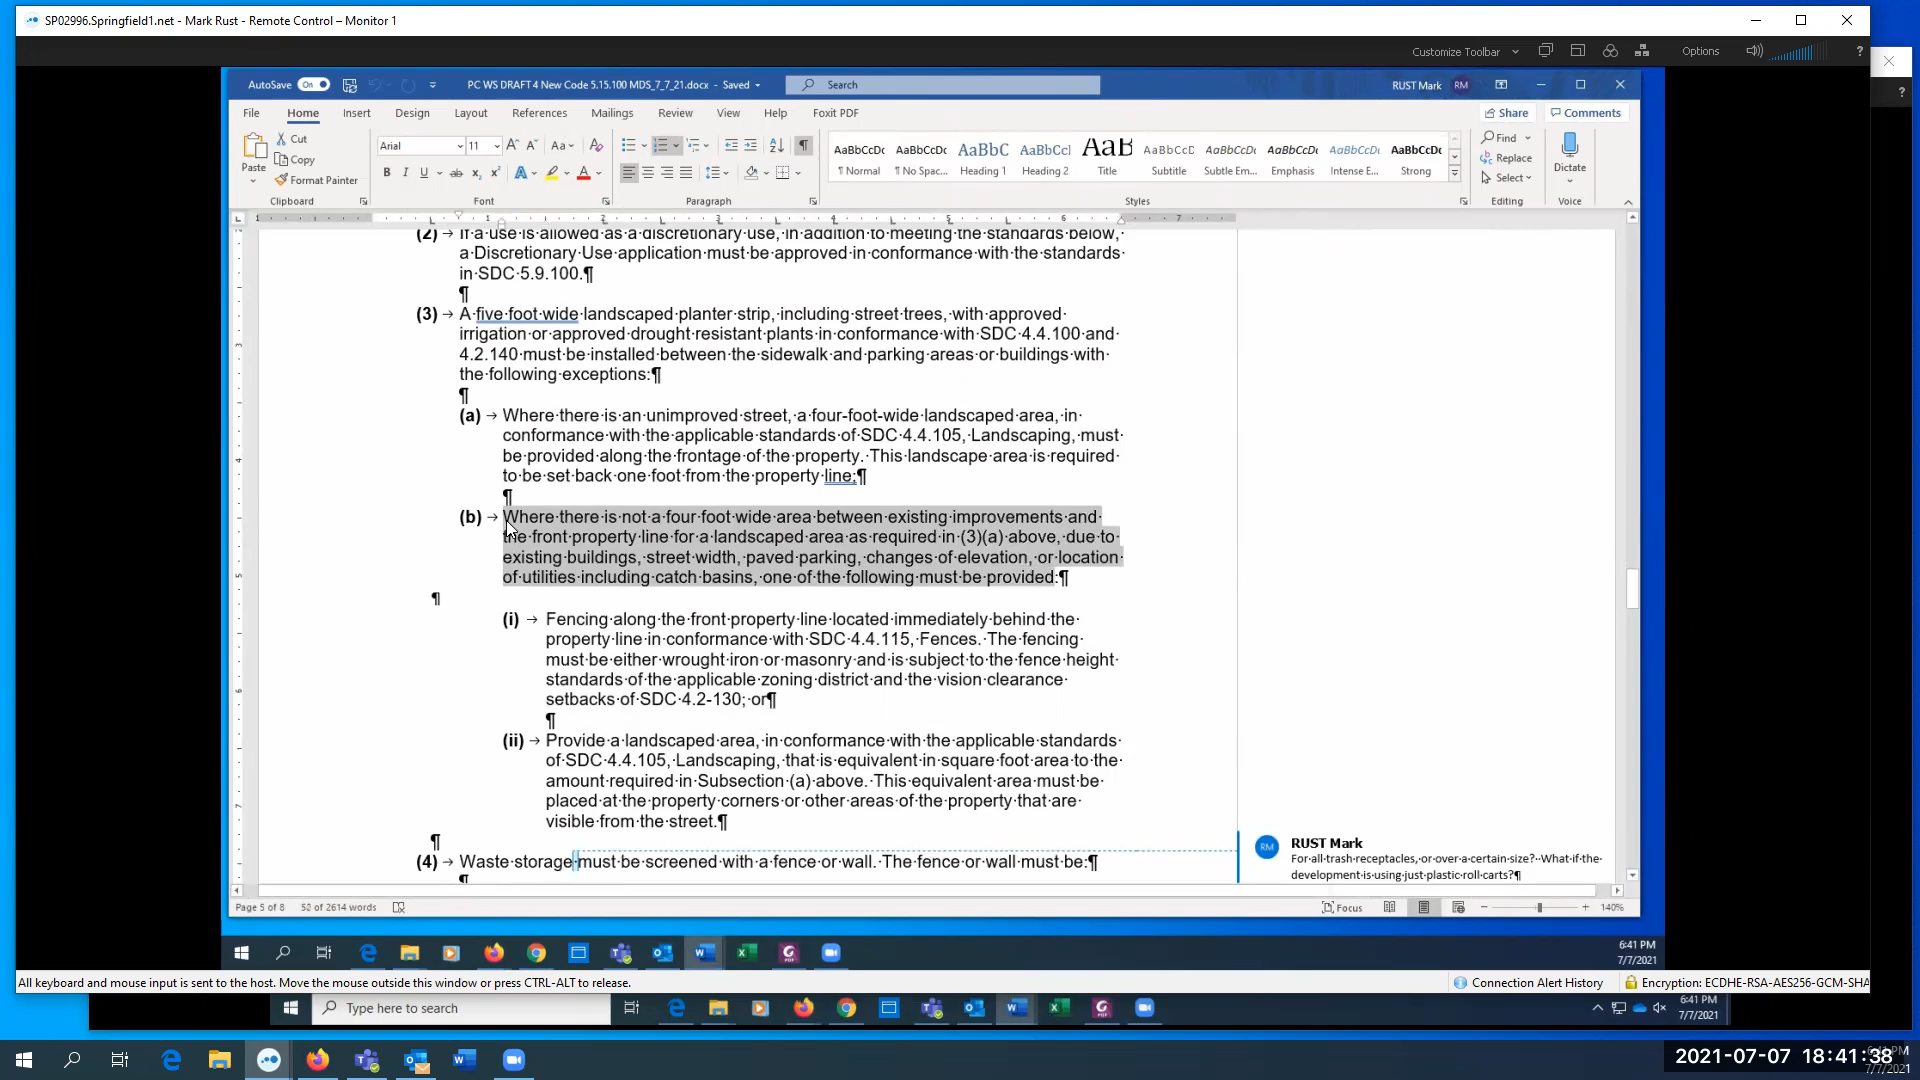 SP02996.Springfield1.net - Mark Rust - Remote Control – Monitor 1
Customize Toolbar
Options
?
AutoSave On
PC WS DRAFT 4 New Code 5.15.100 MDS_7_7_21.docx - Saved
Search
RUST Mark RM
File Home Insert Design Layout References Mailings Review View Help Foxit PDF
Share Comments
Paste
Cut
Copy
Format Painter
Clipboard
Arial 11
Font
Paragraph
AaBbCcDc ¶ Normal
AaBbCcDc ¶ No Spac...
AaBbC Heading 1
AaBbCcI Heading 2
AaB Title
AaBbCcD Subtitle
AaBbCcDc Subtle Em...
AaBbCcDc Emphasis
AaBbCcDc Intense E...
AaBbCcDc Strong
Styles
Find
Replace
Select
Editing
Dictate
Voice
(2) If a use is allowed as a discretionary use, in addition to meeting the standards below,
a Discretionary Use application must be approved in conformance with the standards
in SDC 5.9.100.¶
¶
(3) A five foot wide landscaped planter strip, including street trees, with approved
irrigation or approved drought resistant plants in conformance with SDC 4.4.100 and
4.2.140 must be installed between the sidewalk and parking areas or buildings with
the following exceptions:¶
¶
(a) Where there is an unimproved street, a four-foot-wide landscaped area, in
conformance with the applicable standards of SDC 4.4.105, Landscaping, must
be provided along the frontage of the property. This landscape area is required
to be set back one foot from the property line;¶
¶
(b) Where there is not a four foot wide area between existing improvements and
the front property line for a landscaped area as required in (3)(a) above, due to
existing buildings, street width, paved parking, changes of elevation, or location
of utilities including catch basins, one of the following must be provided:¶
¶
(i) Fencing along the front property line located immediately behind the
property line in conformance with SDC 4.4.115, Fences. The fencing
must be either wrought iron or masonry and is subject to the fence height
standards of the applicable zoning district and the vision clearance
setbacks of SDC 4.2-130; or¶
¶
(ii) Provide a landscaped area, in conformance with the applicable standards
of SDC 4.4.105, Landscaping, that is equivalent in square foot area to the
amount required in Subsection (a) above. This equivalent area must be
placed at the property corners or other areas of the property that are
visible from the street.¶
¶
(4) Waste storage must be screened with a fence or wall. The fence or wall must be:¶
¶
RM RUST Mark
For all trash receptacles, or over a certain size? What if the
development is using just plastic roll carts?¶
Page 5 of 8 52 of 2614 words
Focus
140%
6:41 PM
7/7/2021
All keyboard and mouse input is sent to the host. Move the mouse outside this window or press CTRL-ALT to release.
Connection Alert History
Encryption: ECDHE-RSA-AES256-GCM-SHA
Type here to search
6:41 PM
7/7/2021
2021-07-07 18:41:38
7/7/2021